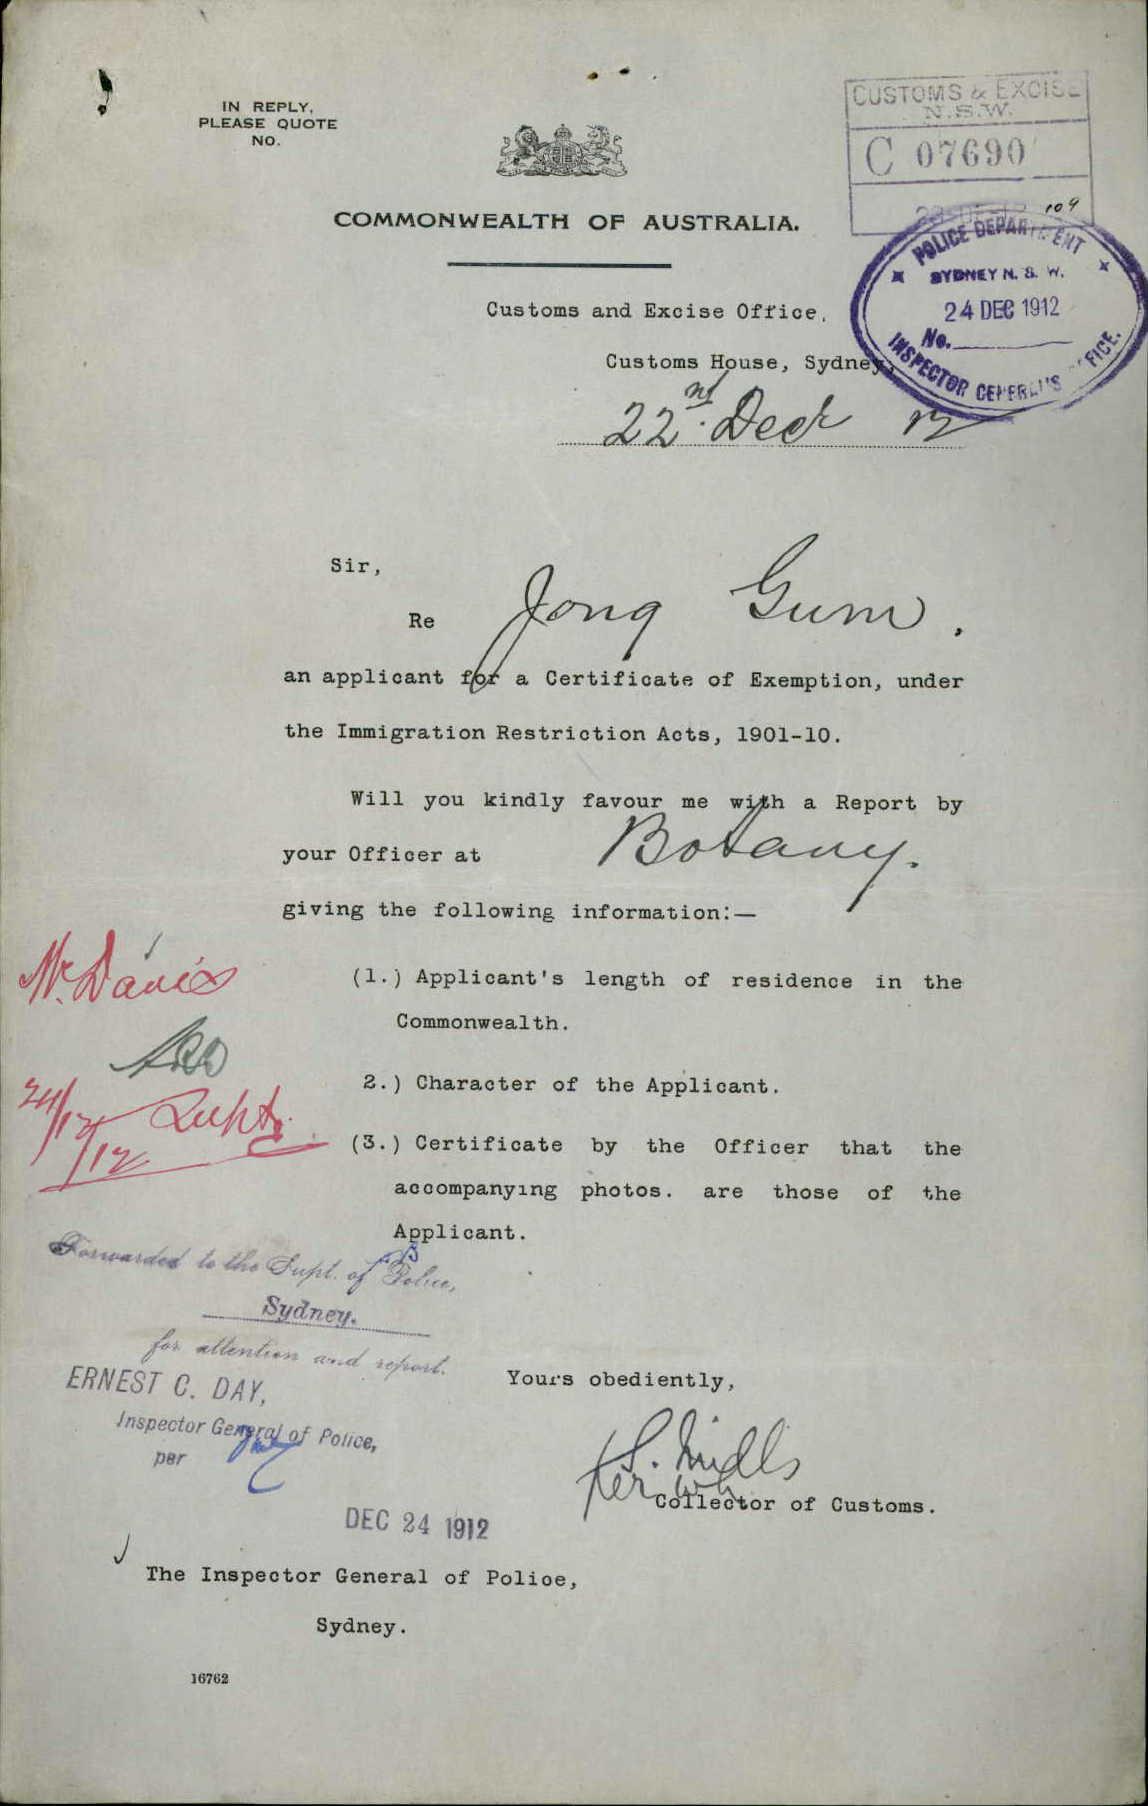 IN REPLY,
PLEASE QUOTE
NO.
CUSTOMS & EXCISE
N.S.W.
C 07690
109
COMMONWEALTH OF AUSTRALIA.
POLICE DEPARTMENT
SYDNEY N. S. W.
24 DEC 1912
No.
INSPECTOR GENERAL'S OFFICE.
Customs and Excise Office,
Customs House, Sydney,
22nd. Decr 12
Sir,
Re Jong Gum.
an applicant for a Certificate of Exemption, under
the Immigration Restriction Acts, 1901-10.
Will you kindly favour me with a Report by
your Officer at Botany.
giving the following information:—
(1.) Applicant's length of residence in the
Commonwealth.
2.) Character of the Applicant.
(3.) Certificate by the Officer that the
accompanying photos. are those of the
Applicant.
Mr. Davis
24/12/12
Supt.
Forwarded to the Supt. of Police,
B
Sydney.
for attention and report.
ERNEST C. DAY,
Inspector General of Police,
per
DEC 24 1912
Yours obediently,
S. Mills
per
Collector of Customs.
The Inspector General of Police,
Sydney.
16762